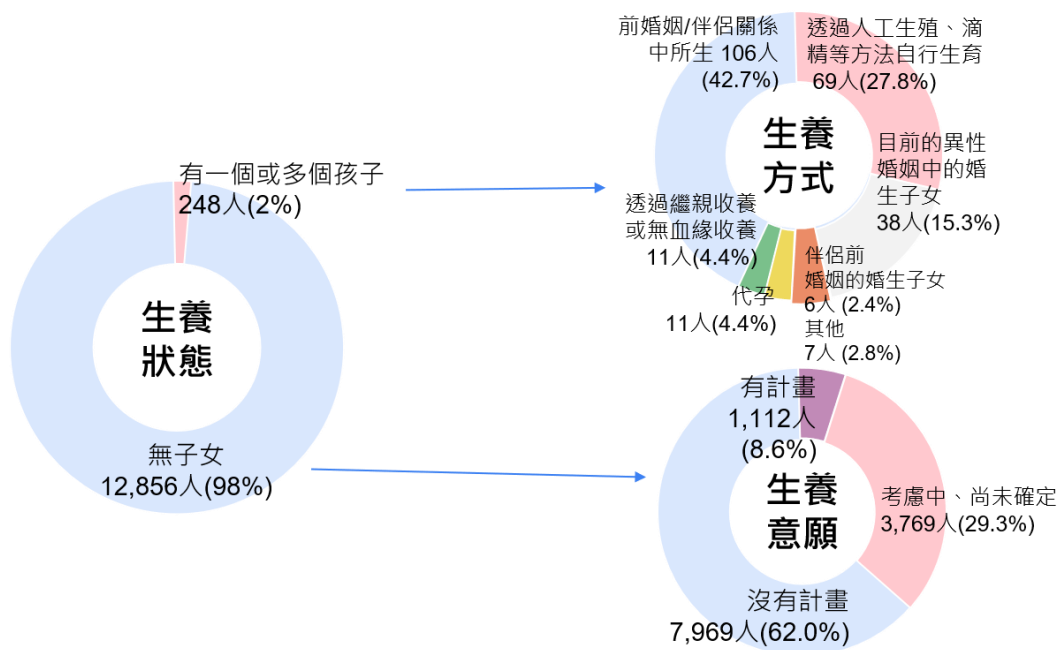 有一個或多個孩子
248人(2%)
生養
狀態
無子女
12,856人(98%)
前婚姻/伴侶關係
中所生 106人
(42.7%)
透過人工生殖、滴
精等方法自行生育
69人(27.8%)
生養
方式
目前的異性
婚姻中的婚
生子女
38人(15.3%)
透過繼親收養
或無血緣收養
11人(4.4%)
代孕
11人(4.4%)
伴侶前
婚姻的婚生子女
6人 (2.4%)
其他
7人 (2.8%)
有計畫
1,112人
(8.6%)
生養
意願
考慮中、尚未確定
3,769人(29.3%)
沒有計畫
7,969人(62.0%)